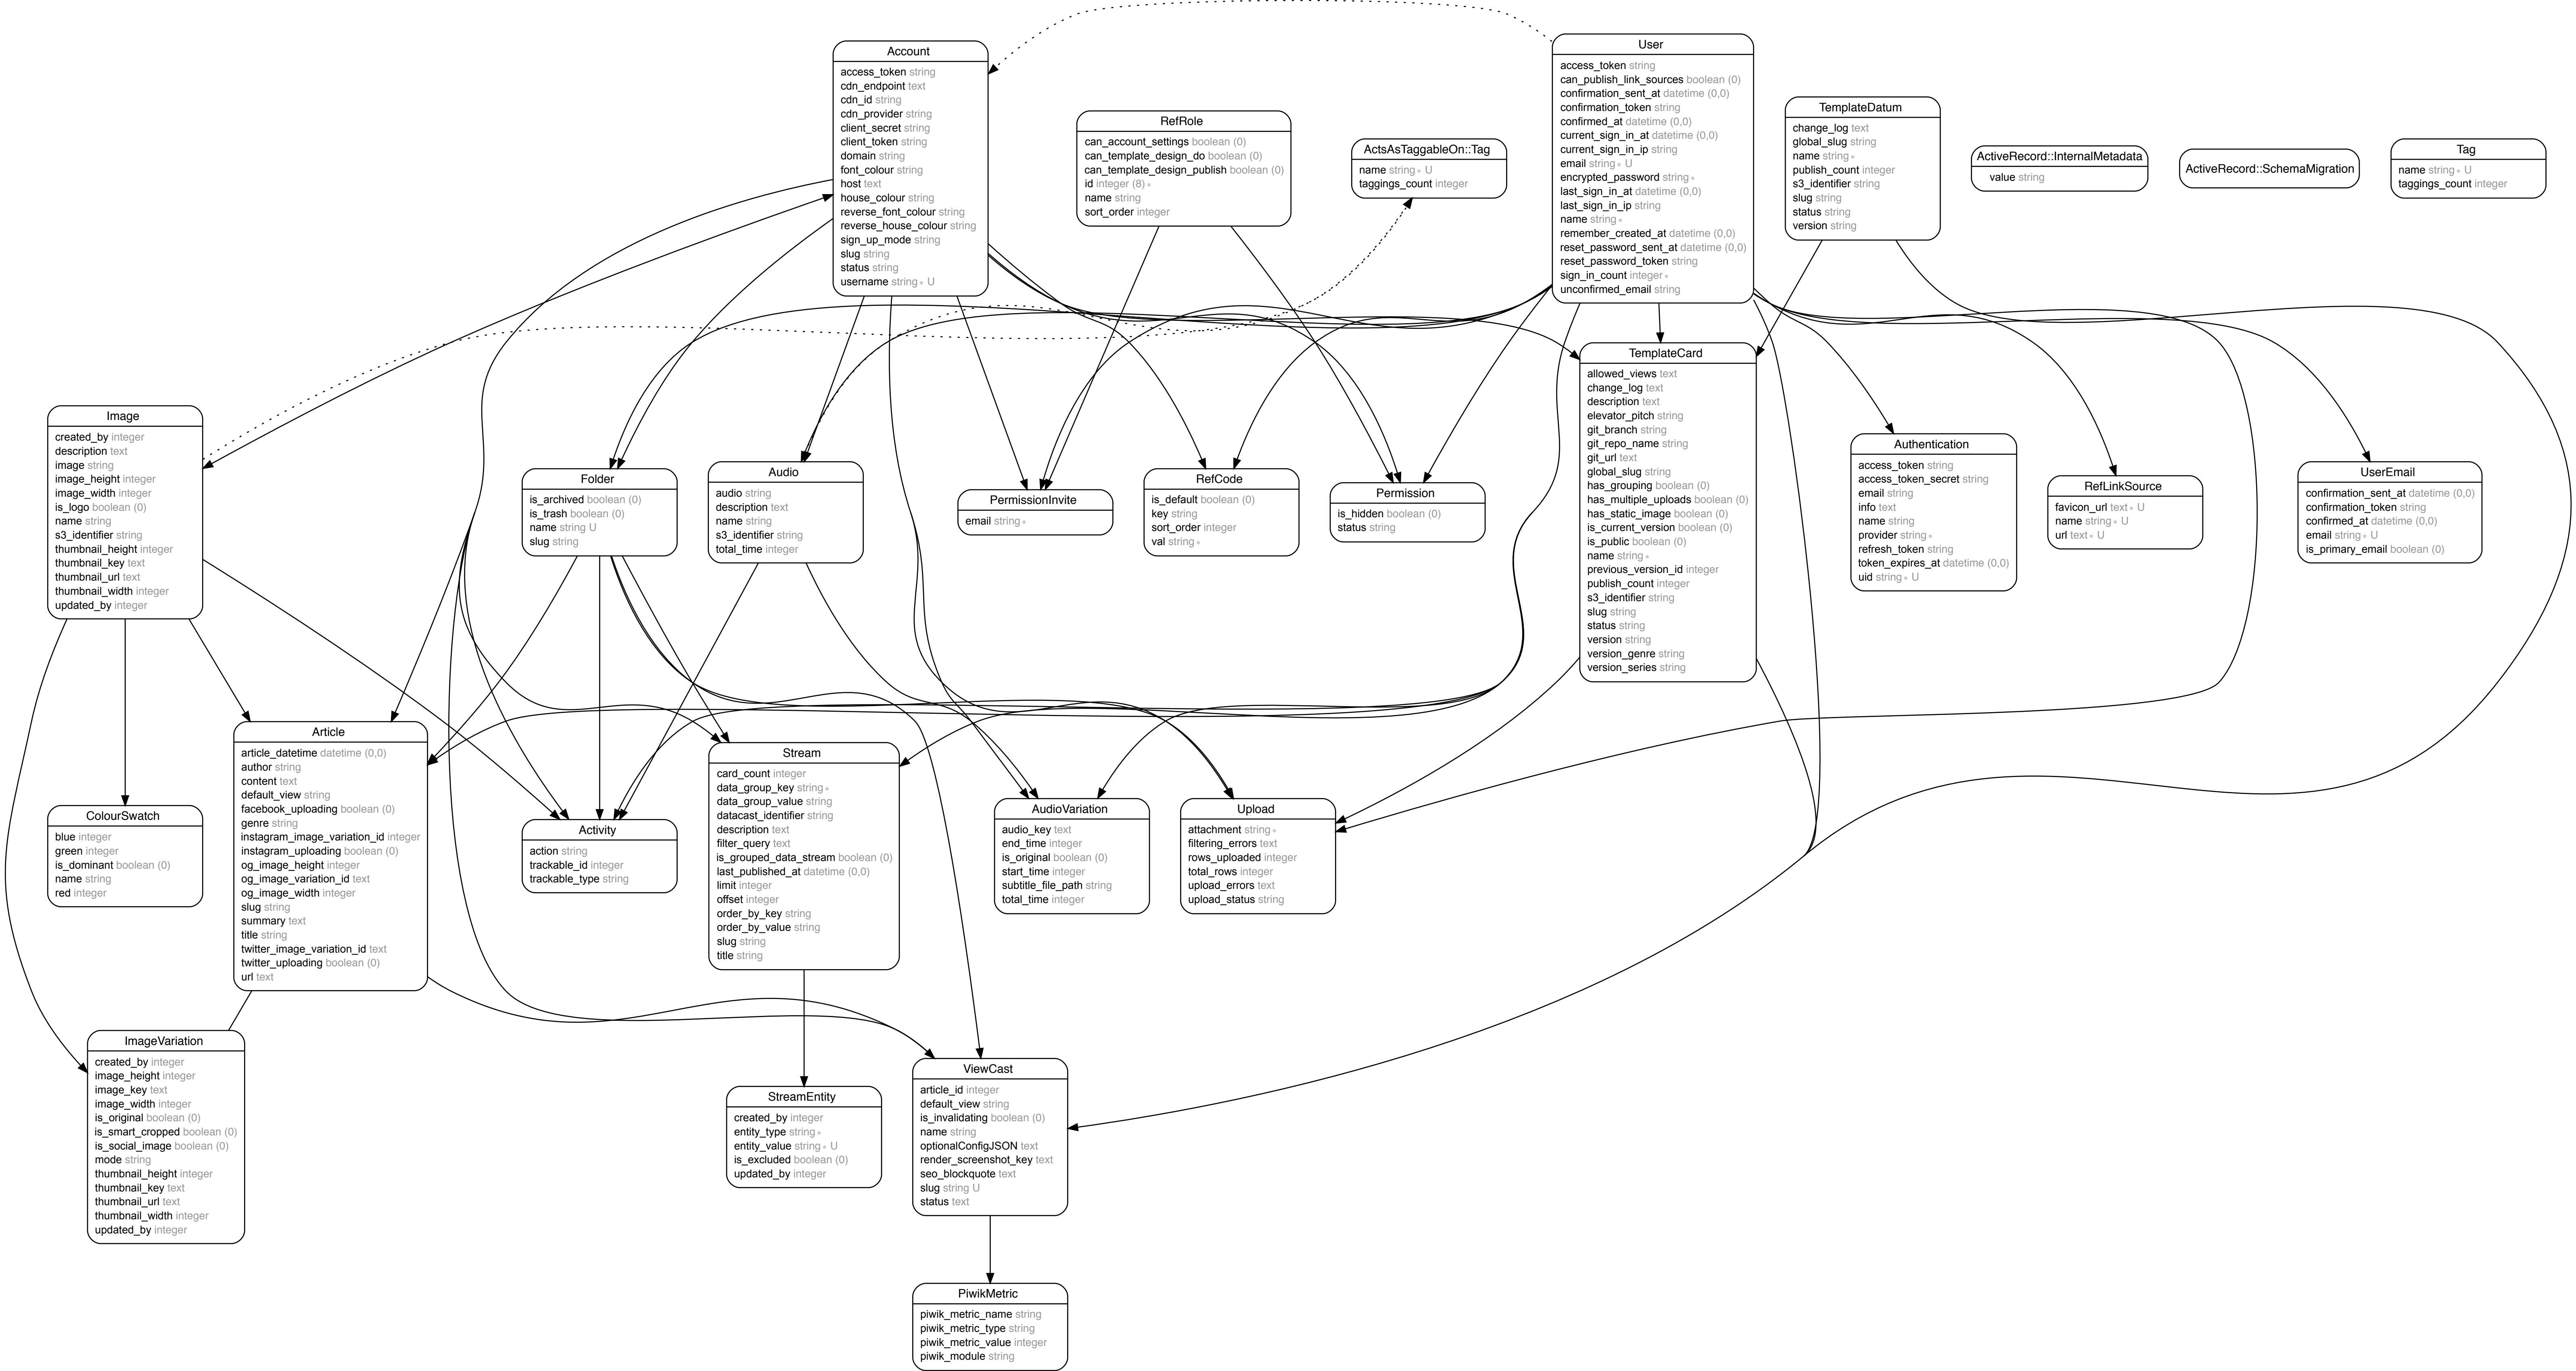 Account
access_token string
cdn_endpoint text
cdn_id string
cdn_provider string
client_secret string
client_token string
domain string
font_colour string
host text
house_colour string
reverse_font_colour string
reverse_house_colour string
sign_up_mode string
slug string
status string
username string∗ U
User
access_token string
can_publish_link_sources boolean (0)
confirmation_sent_at datetime (0,0)
confirmation_token string
confirmed_at datetime (0,0)
current_sign_in_at datetime (0,0)
current_sign_in_ip string
email string∗ U
encrypted_password string∗
last_sign_in_at datetime (0,0)
last_sign_in_ip string
name string∗
remember_created_at datetime (0,0)
reset_password_sent_at datetime (0,0)
reset_password_token string
sign_in_count integer∗
unconfirmed_email string
RefRole
can_account_settings boolean (0)
can_template_design_do boolean (0)
can_template_design_publish boolean (0)
id integer (8)∗
name string
sort_order integer
ActsAsTaggableOn::Tag
name string∗ U
taggings_count integer
TemplateDatum
change_log text
global_slug string
name string∗
publish_count integer
s3_identifier string
slug string
status string
version string
ActiveRecord::InternalMetadata
value string
ActiveRecord::SchemaMigration
Tag
name string∗ U
taggings_count integer
TemplateCard
allowed_views text
change_log text
description text
elevator_pitch string
git_branch string
git_repo_name string
git_url text
global_slug string
has_grouping boolean (0)
has_multiple_uploads boolean (0)
has_static_image boolean (0)
is_current_version boolean (0)
is_public boolean (0)
name string∗
previous_version_id integer
publish_count integer
s3_identifier string
slug string
status string
version string
version_genre string
version_series string
Image
created_by integer
description text
image string
image_height integer
image_width integer
is_logo boolean (0)
name string
s3_identifier string
thumbnail_height integer
thumbnail_key text
thumbnail_url text
thumbnail_width integer
updated_by integer
Folder
is_archived boolean (0)
is_trash boolean (0)
name string U
slug string
Audio
audio string
description text
name string
s3_identifier string
total_time integer
PermissionInvite
email string∗
RefCode
is_default boolean (0)
key string
sort_order integer
val string∗
Permission
is_hidden boolean (0)
status string
Authentication
access_token string
access_token_secret string
email string
info text
name string
provider string∗
refresh_token string
token_expires_at datetime (0,0)
uid string∗ U
RefLinkSource
favicon_url text∗ U
name string∗ U
url text∗ U
UserEmail
confirmation_sent_at datetime (0,0)
confirmation_token string
confirmed_at datetime (0,0)
email string∗ U
is_primary_email boolean (0)
Article
article_datetime datetime (0,0)
author string
content text
default_view string
facebook_uploading boolean (0)
genre string
instagram_image_variation_id integer
instagram_uploading boolean (0)
og_image_height integer
og_image_variation_id text
og_image_width integer
slug string
summary text
title string
twitter_image_variation_id text
twitter_uploading boolean (0)
url text
Stream
card_count integer
data_group_key string∗
data_group_value string
datacast_identifier string
description text
filter_query text
is_grouped_data_stream boolean (0)
last_published_at datetime (0,0)
limit integer
offset integer
order_by_key string
order_by_value string
slug string
title string
ColourSwatch
blue integer
green integer
is_dominant boolean (0)
name string
red integer
Activity
action string
trackable_id integer
trackable_type string
AudioVariation
audio_key text
end_time integer
is_original boolean (0)
start_time integer
subtitle_file_path string
total_time integer
Upload
attachment string∗
filtering_errors text
rows_uploaded integer
total_rows integer
upload_errors text
upload_status string
ImageVariation
created_by integer
image_height integer
image_key text
image_width integer
is_original boolean (0)
is_smart_cropped boolean (0)
is_social_image boolean (0)
mode string
thumbnail_height integer
thumbnail_key text
thumbnail_url text
thumbnail_width integer
updated_by integer
StreamEntity
created_by integer
entity_type string∗
entity_value string∗ U
is_excluded boolean (0)
updated_by integer
ViewCast
article_id integer
default_view string
is_invalidating boolean (0)
name string
optionalConfigJSON text
render_screenshot_key text
seo_blockquote text
slug string U
status text
PiwikMetric
piwik_metric_name string
piwik_metric_type string
piwik_metric_value integer
piwik_module string